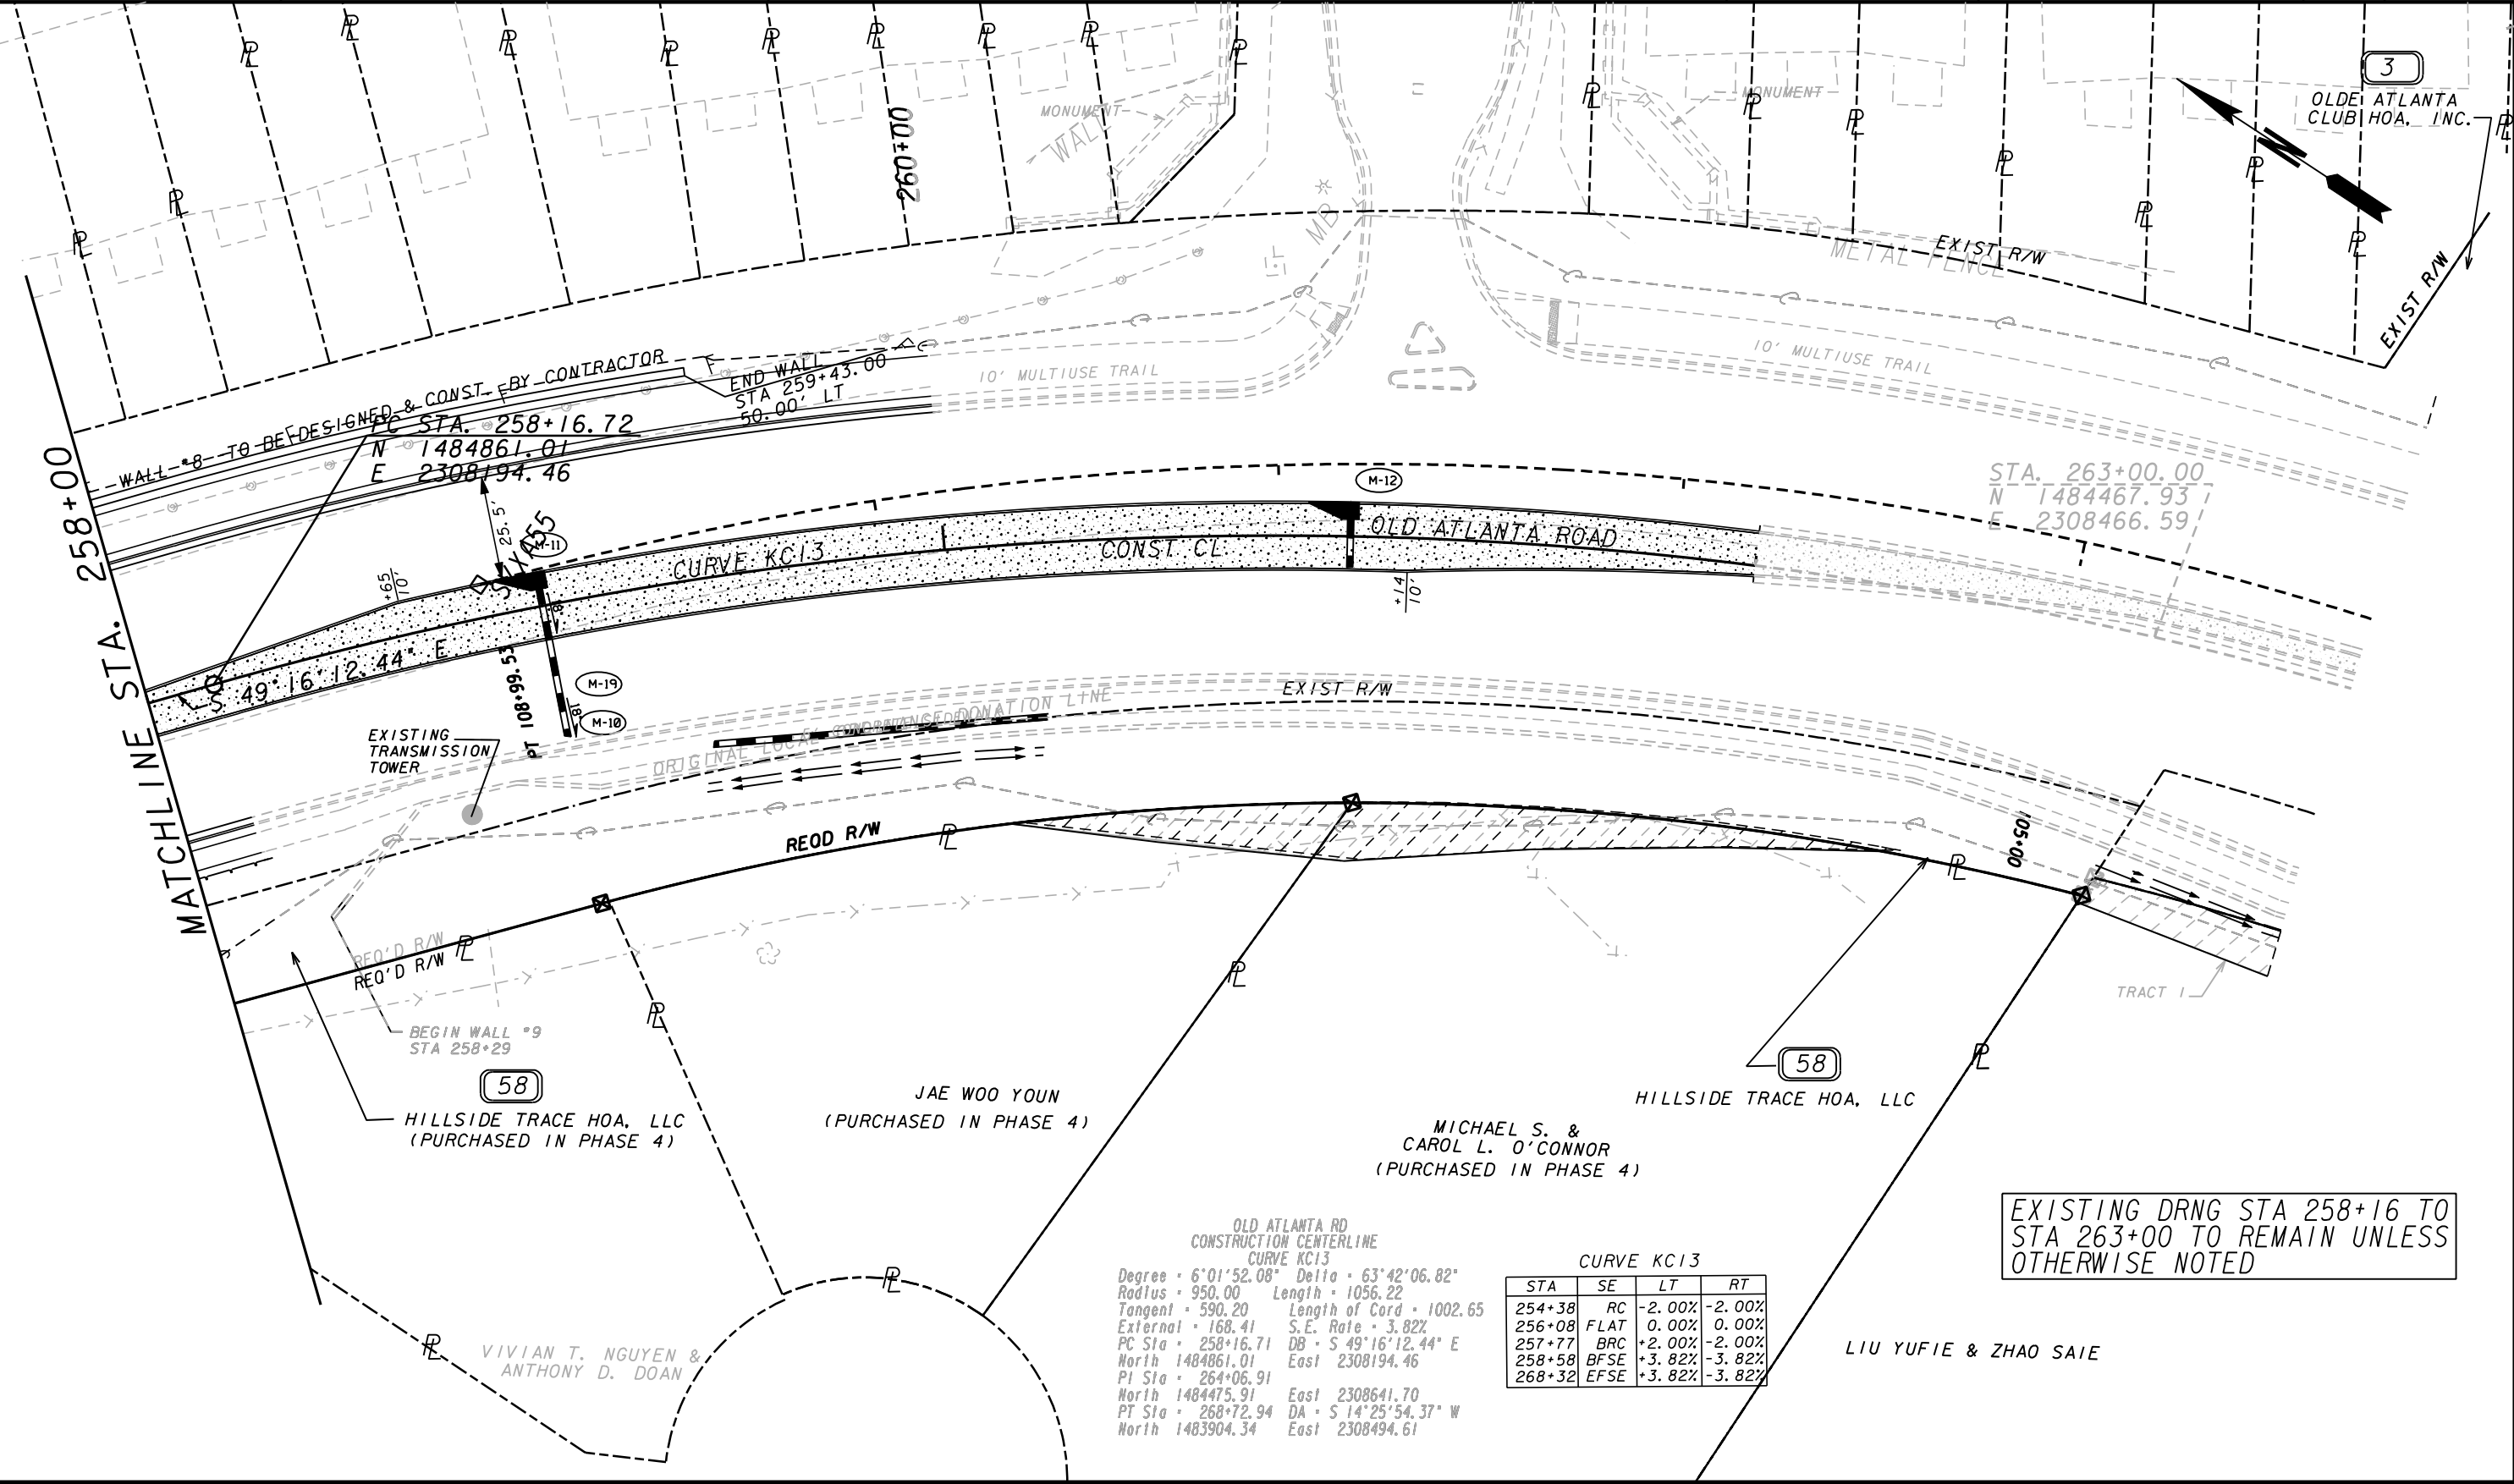 3
OLDE ATLANTA
CLUB HOA, INC.
260+00
MONUMENT
WALL
MONUMENT
MB
EXIST R/W
METAL FENCE
EXIST R/W
10' MULTIUSE TRAIL
10' MULTIUSE TRAIL
WALL #8 TO BE DESIGNED & CONST. BY CONTRACTOR
END WALL
STA 259+43.00
50.00' LT
PC STA. 258+16.72
N 1484861.01
E 2308194.46
STA. 263+00.00
N 1484467.93
E 2308466.59
MATCHLINE STA. 258+00
25.5'
M-11
M-12
+65
10'
CURVE KC13
CONST CL
OLD ATLANTA ROAD
+14
10'
S 49°16'12.44" E
18'
PT 108+99.53
M-19
M-10
18'
EXIST R/W
EXISTING
TRANSMISSION
TOWER
ORIGINAL LOCAL
DONATION LINE
REQD R/W
105+00
REQ'D R/W
REQ'D R/W
TRACT 1
BEGIN WALL #9
STA 258+29
58
HILLSIDE TRACE HOA, LLC
(PURCHASED IN PHASE 4)
JAE WOO YOUN
(PURCHASED IN PHASE 4)
MICHAEL S. &
CAROL L. O'CONNOR
(PURCHASED IN PHASE 4)
58
HILLSIDE TRACE HOA, LLC
EXISTING DRNG STA 258+16 TO
STA 263+00 TO REMAIN UNLESS
OTHERWISE NOTED
OLD ATLANTA RD
CONSTRUCTION CENTERLINE
CURVE KC13
Degree = 6°01'52.08" Delta = 63°42'06.82"
Radius = 950.00 Length = 1056.22
Tangent = 590.20 Length of Cord = 1002.65
External = 168.41 S.E. Rate = 3.82%
PC Sta = 258+16.71 DB = S 49°16'12.44" E
North 1484861.01 East 2308194.46
PI Sta = 264+06.91
North 1484475.91 East 2308641.70
PT Sta = 268+72.94 DA = S 14°25'54.37" W
North 1483904.34 East 2308494.61
CURVE KC13
STA SE LT RT
254+38 RC -2.00% -2.00%
256+08 FLAT 0.00% 0.00%
257+77 BRC +2.00% -2.00%
258+58 BFSE +3.82% -3.82%
268+32 EFSE +3.82% -3.82%
LIU YUFIE & ZHAO SAIE
VIVIAN T. NGUYEN &
ANTHONY D. DOAN